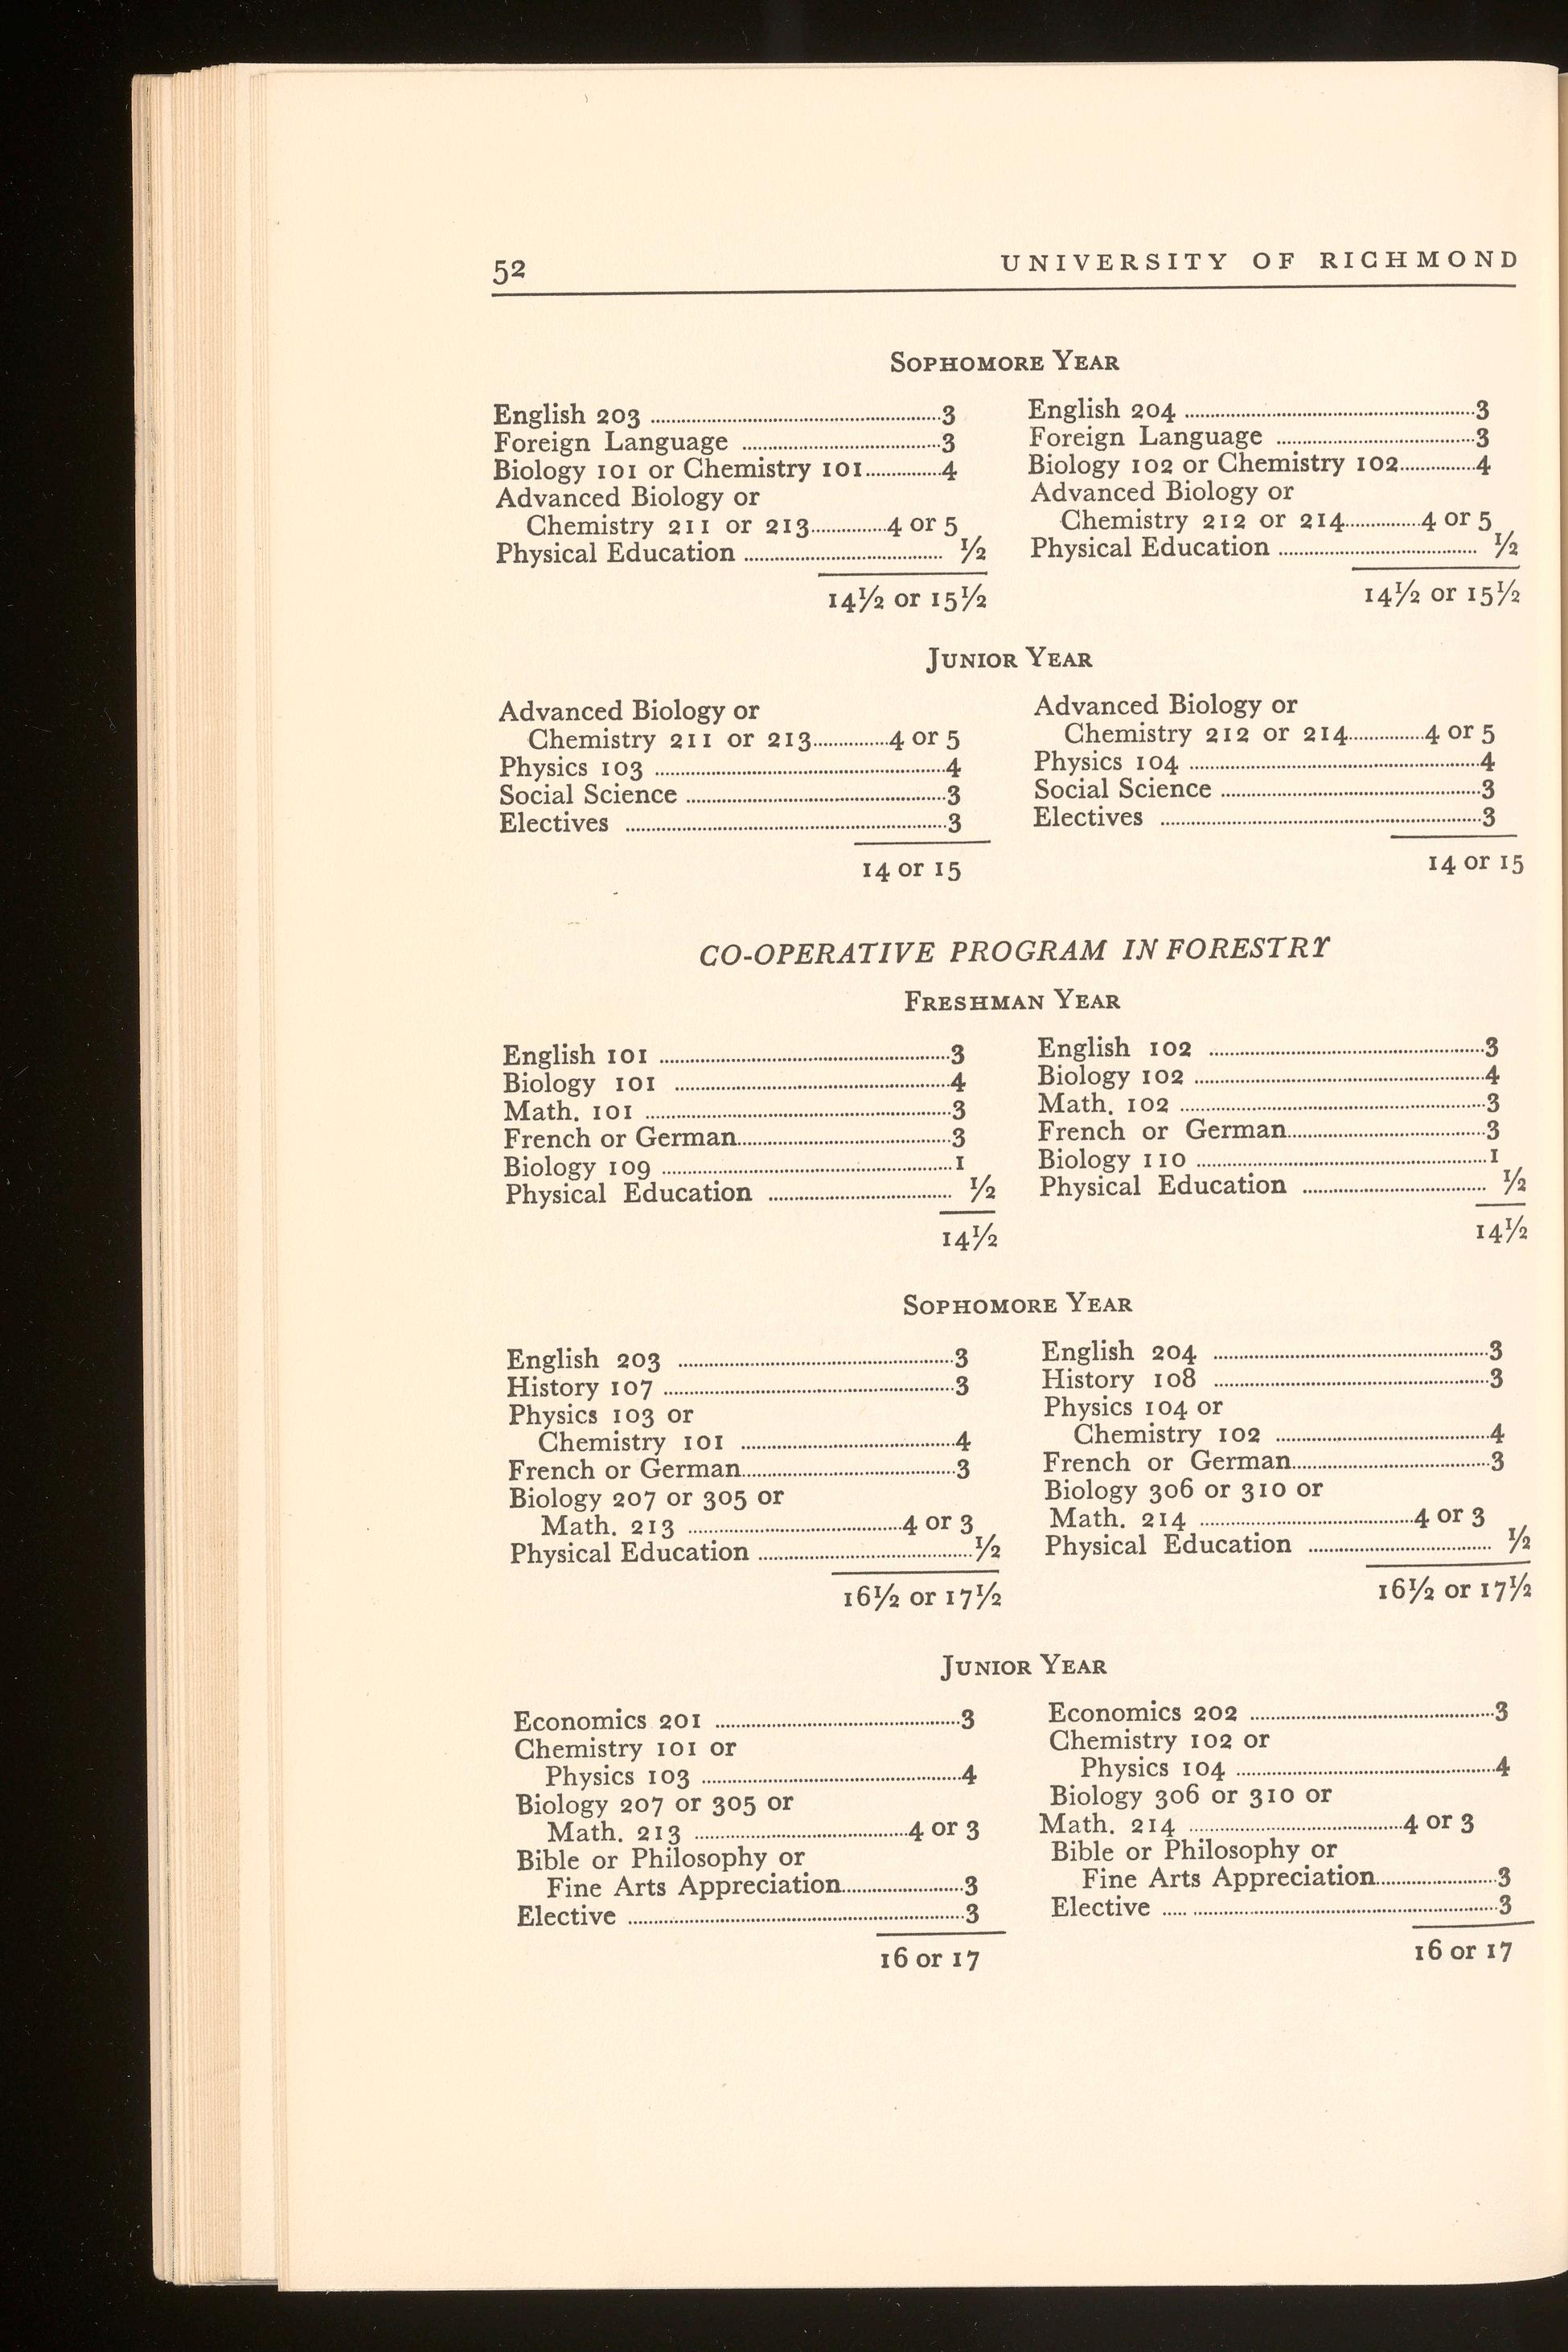 52 UNIVERSITY OF RICHMOND
SOPHOMORE YEAR
English 203 ........ 3
Foreign Language ........ 3
Biology 101 or Chemistry 101........ 4
Advanced Biology or
Chemistry 211 or 213........ 4 or 5
Physical Education ........ ½
14½ or 15½
English 204 ........ 3
Foreign Language ........ 3
Biology 102 or Chemistry 102........ 4
Advanced Biology or
Chemistry 212 or 214........ 4 or 5
Physical Education ........ ½
14½ or 15½
JUNIOR YEAR
Advanced Biology or
Chemistry 211 or 213........ 4 or 5
Physics 103 ........ 4
Social Science ........ 3
Electives ........ 3
14 or 15
Advanced Biology or
Chemistry 212 or 214........ 4 or 5
Physics 104 ........ 4
Social Science ........ 3
Electives ........ 3
14 or 15
CO-OPERATIVE PROGRAM IN FORESTRY
FRESHMAN YEAR
English 101 ........ 3
Biology 101 ........ 4
Math. 101 ........ 3
French or German........ 3
Biology 109 ........ 1
Physical Education ........ ½
14½
English 102 ........ 3
Biology 102 ........ 4
Math. 102 ........ 3
French or German........ 3
Biology 110 ........ 1
Physical Education ........ ½
14½
SOPHOMORE YEAR
English 203 ........ 3
History 107 ........ 3
Physics 103 or
Chemistry 101 ........ 4
French or German........ 3
Biology 207 or 305 or
Math. 213 ........ 4 or 3
Physical Education ........ ½
16½ or 17½
English 204 ........ 3
History 108 ........ 3
Physics 104 or
Chemistry 102 ........ 4
French or German........ 3
Biology 306 or 310 or
Math. 214 ........ 4 or 3
Physical Education ........ ½
16½ or 17½
JUNIOR YEAR
Economics 201 ........ 3
Chemistry 101 or
Physics 103 ........ 4
Biology 207 or 305 or
Math. 213 ........ 4 or 3
Bible or Philosophy or
Fine Arts Appreciation........ 3
Elective ........ 3
16 or 17
Economics 202 ........ 3
Chemistry 102 or
Physics 104 ........ 4
Biology 306 or 310 or
Math. 214 ........ 4 or 3
Bible or Philosophy or
Fine Arts Appreciation........ 3
Elective ........ 3
16 or 17